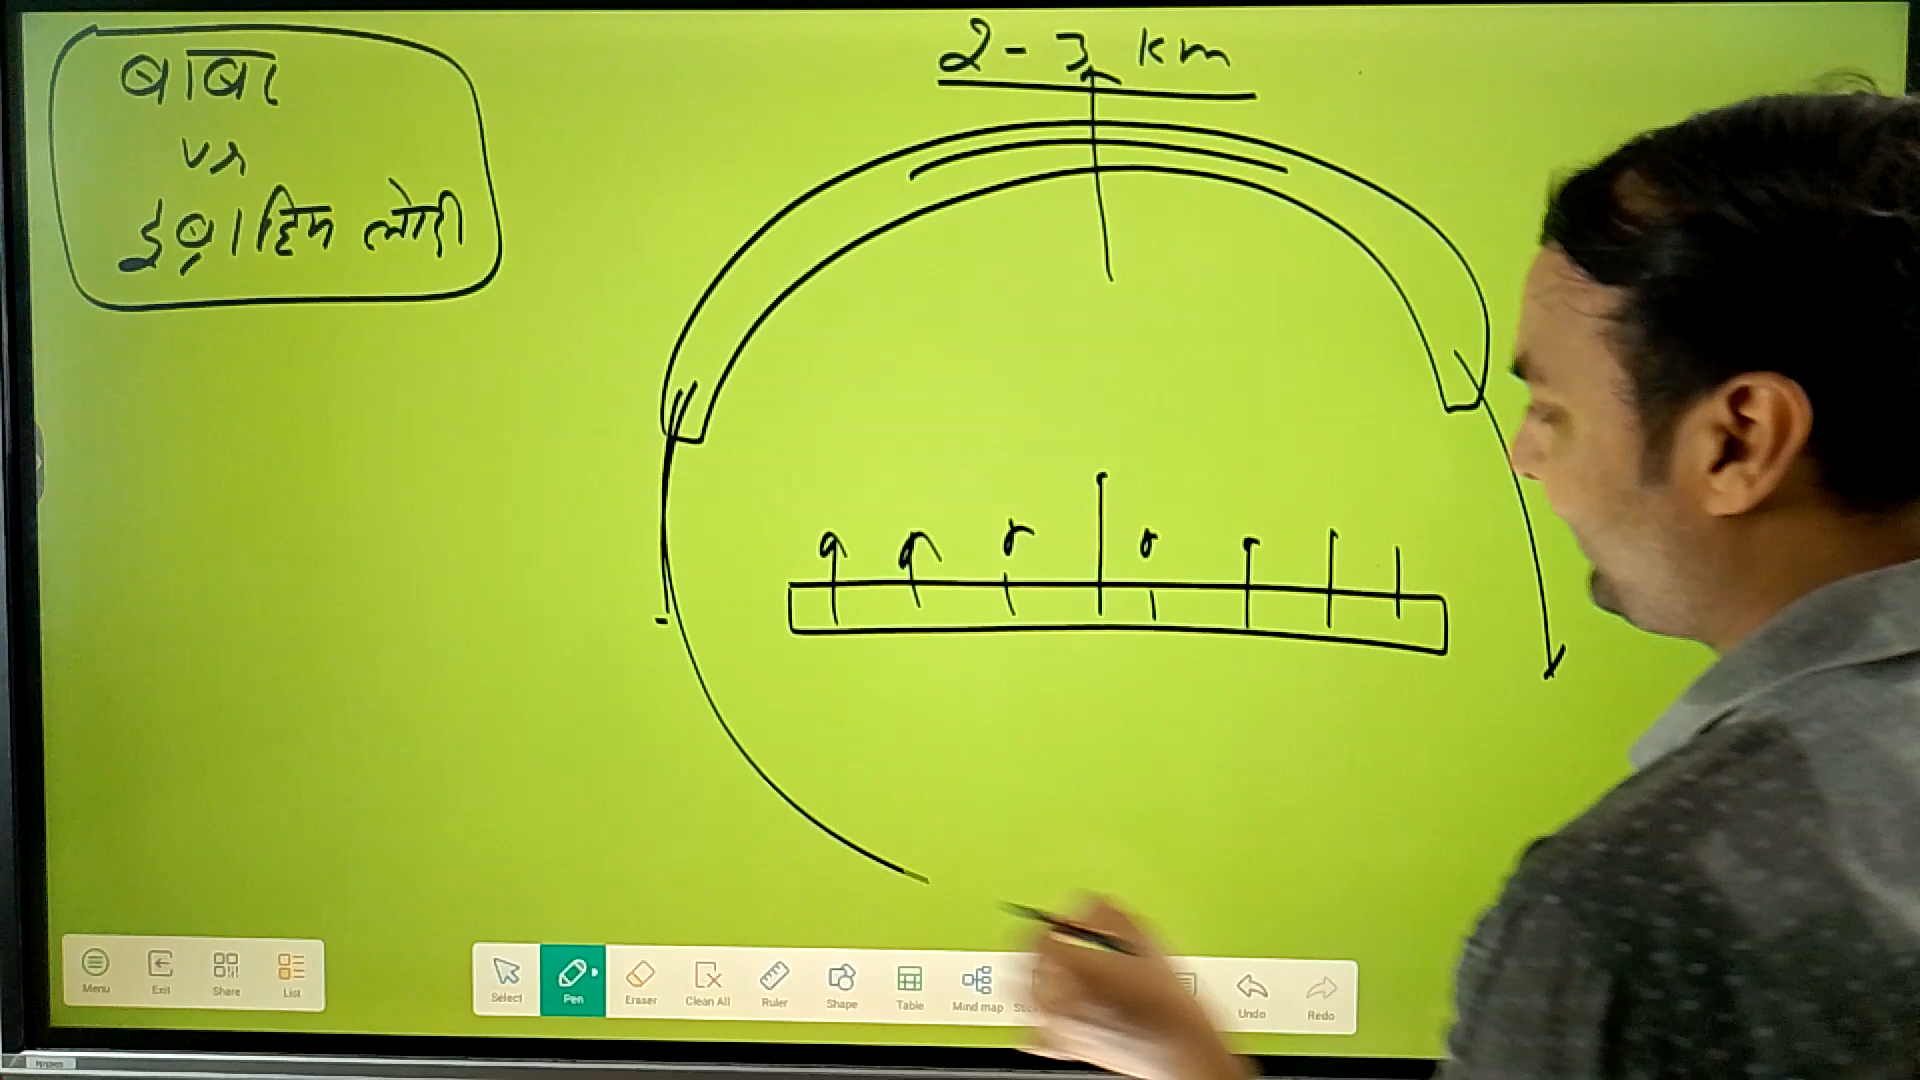 बाबर
vs
इब्राहिम लोदी
2-3 km
Menu
Exit
Share
List
Select
Pen
Eraser
Clean All
Ruler
Shape
Table
Mind map
Undo
Redo